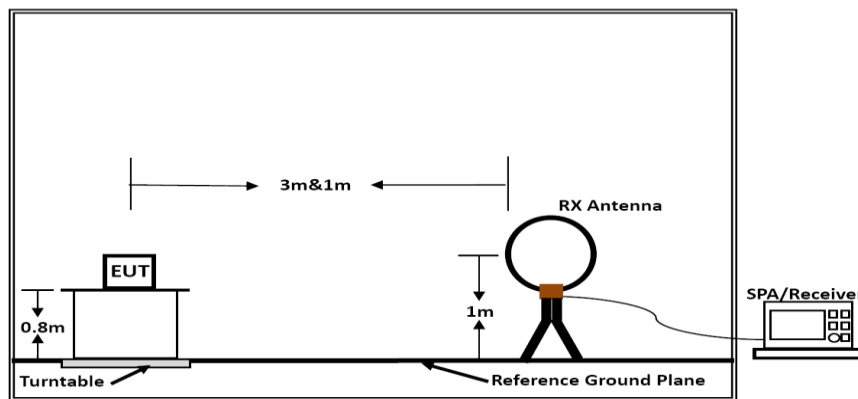 3m&1m
RX Antenna
EUT
SPA/Receiver
0.8m
1m
Turntable
Reference Ground Plane